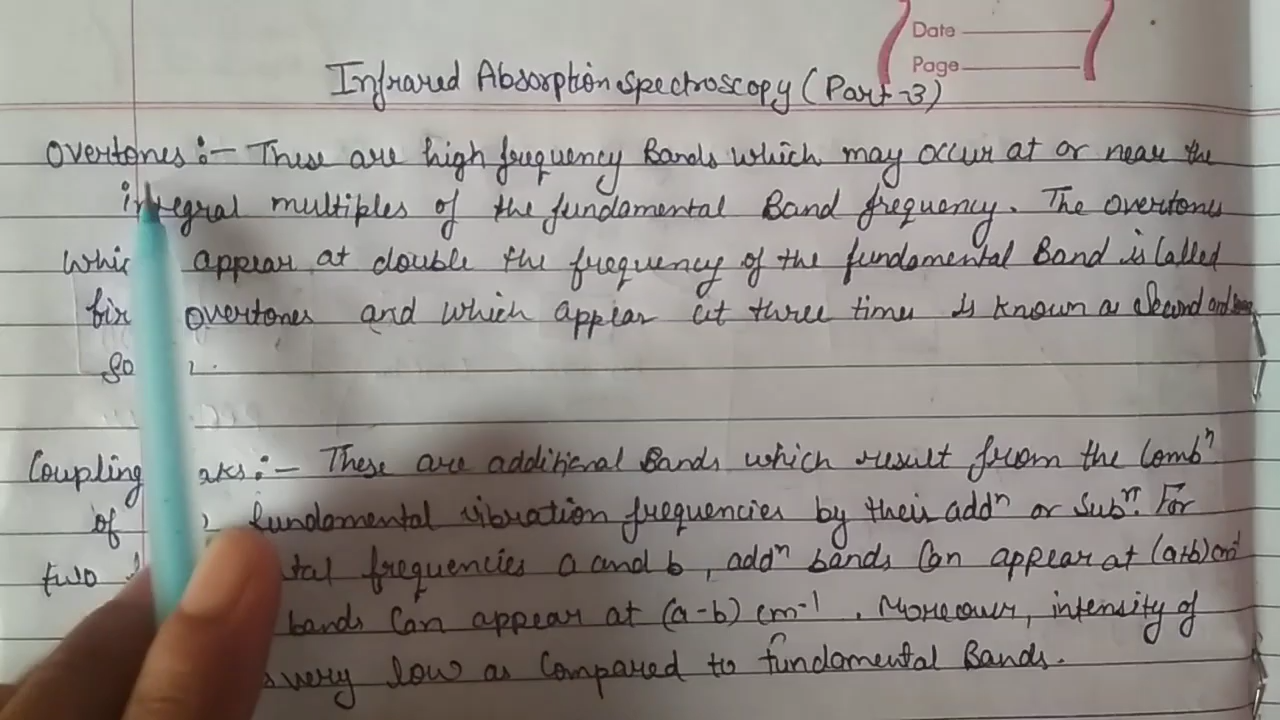 Date
Page
Infrared Absorption Spectroscopy (Part-3)
Overtones :- These are high frequency Bands which may occur at or near the
integral multiples of the fundamental Band frequency. The overtones
whic appear at double the frequency of the fundamental Band is Called
fir overtones and which appear at three times is known as Second and
so
Coupling aks :- These are additional Bands which result from the Combⁿ
of fundamental vibration frequencies by their addⁿ or Subⁿ. For
two tal frequencies a and b, addⁿ bands Can appear at (a+b) cm⁻¹
bands Can appear at (a-b) cm⁻¹. Moreover, intensity of
very low as Compared to fundamental Bands.